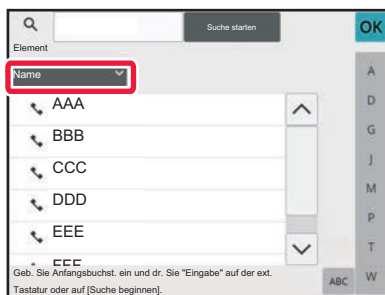 Suche starten
OK
Element
Name
A
AAA
D
BBB
G
CCC
J
DDD
M
P
EEE
T
FFF
Geb. Sie Anfangsbuchst. ein und dr. Sie "Eingabe" auf der ext.
Tastatur oder auf [Suche beginnen].
ABC
W